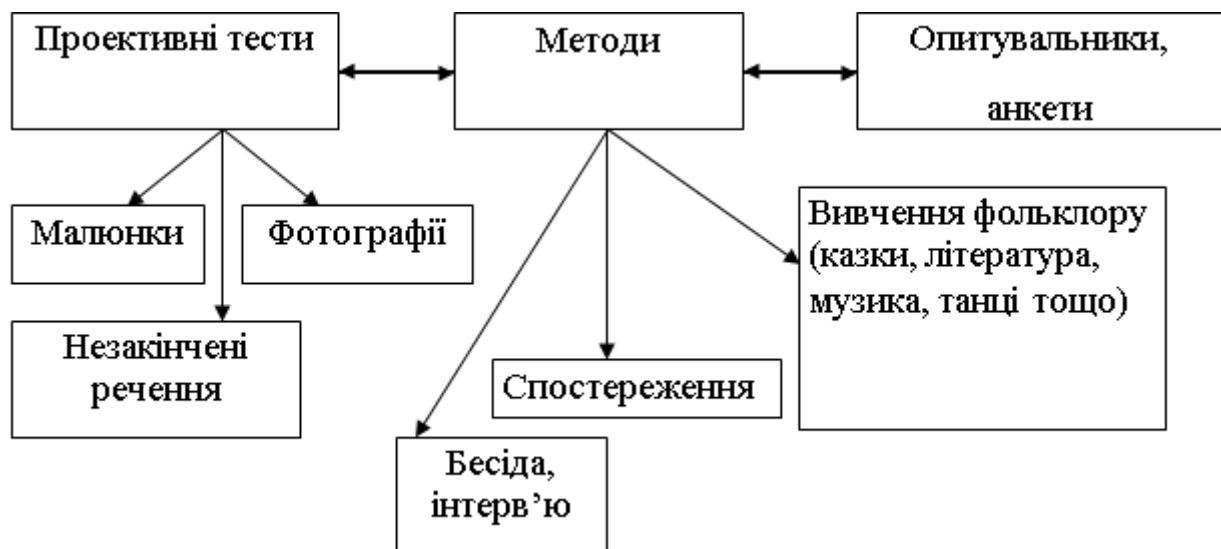 Проективні тести
Методи
Опитувальники,
анкети
Малюнки
Фотографії
Вивчення фольклору
(казки, література,
музика, танці тощо)
Незакінчені
речення
Спостереження
Бесіда,
інтерв’ю